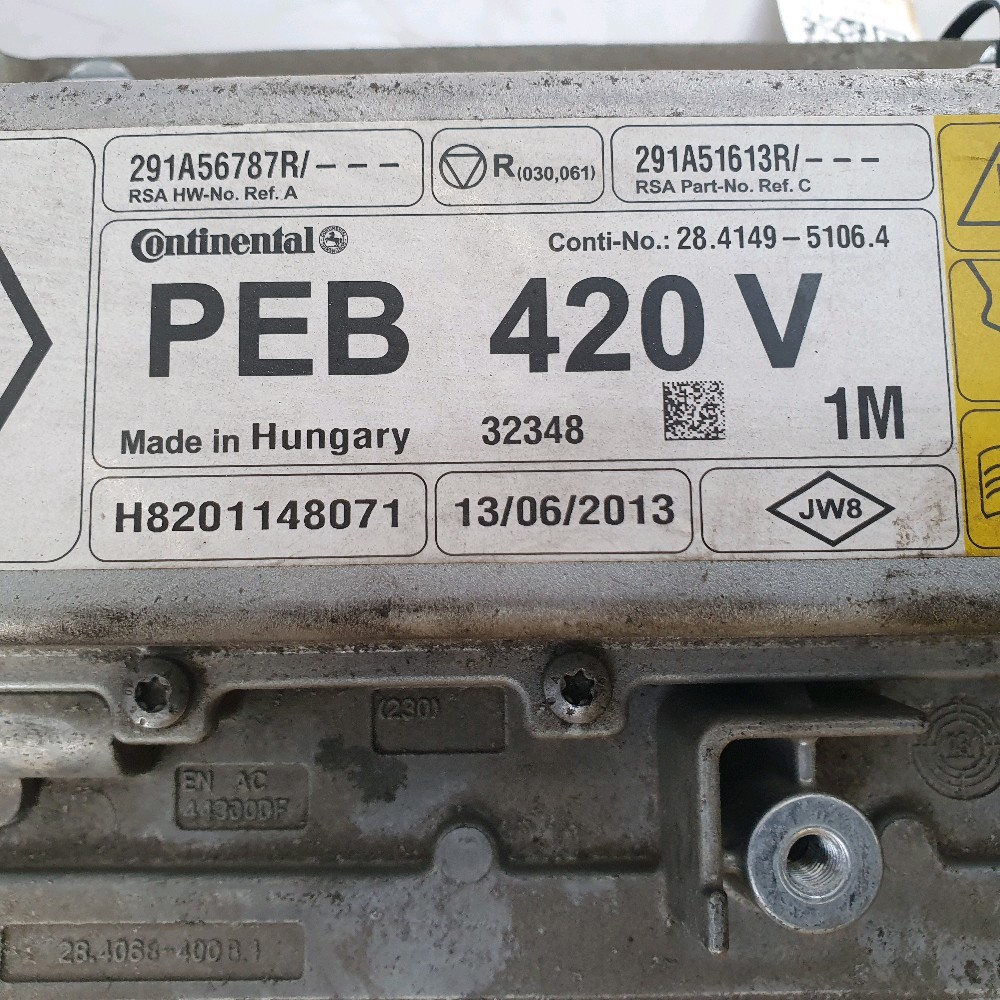 291A56787R/---
RSA HW-No. Ref. A
R(030,061)
291A51613R/---
RSA Part-No. Ref. C
Continental
Conti-No.: 28.4149-5106.4
PEB 420 V
Made in Hungary 32348 1M
H8201148071
13/06/2013
JW8
(230)
EN AC
44300DF
28.4068-4008.1